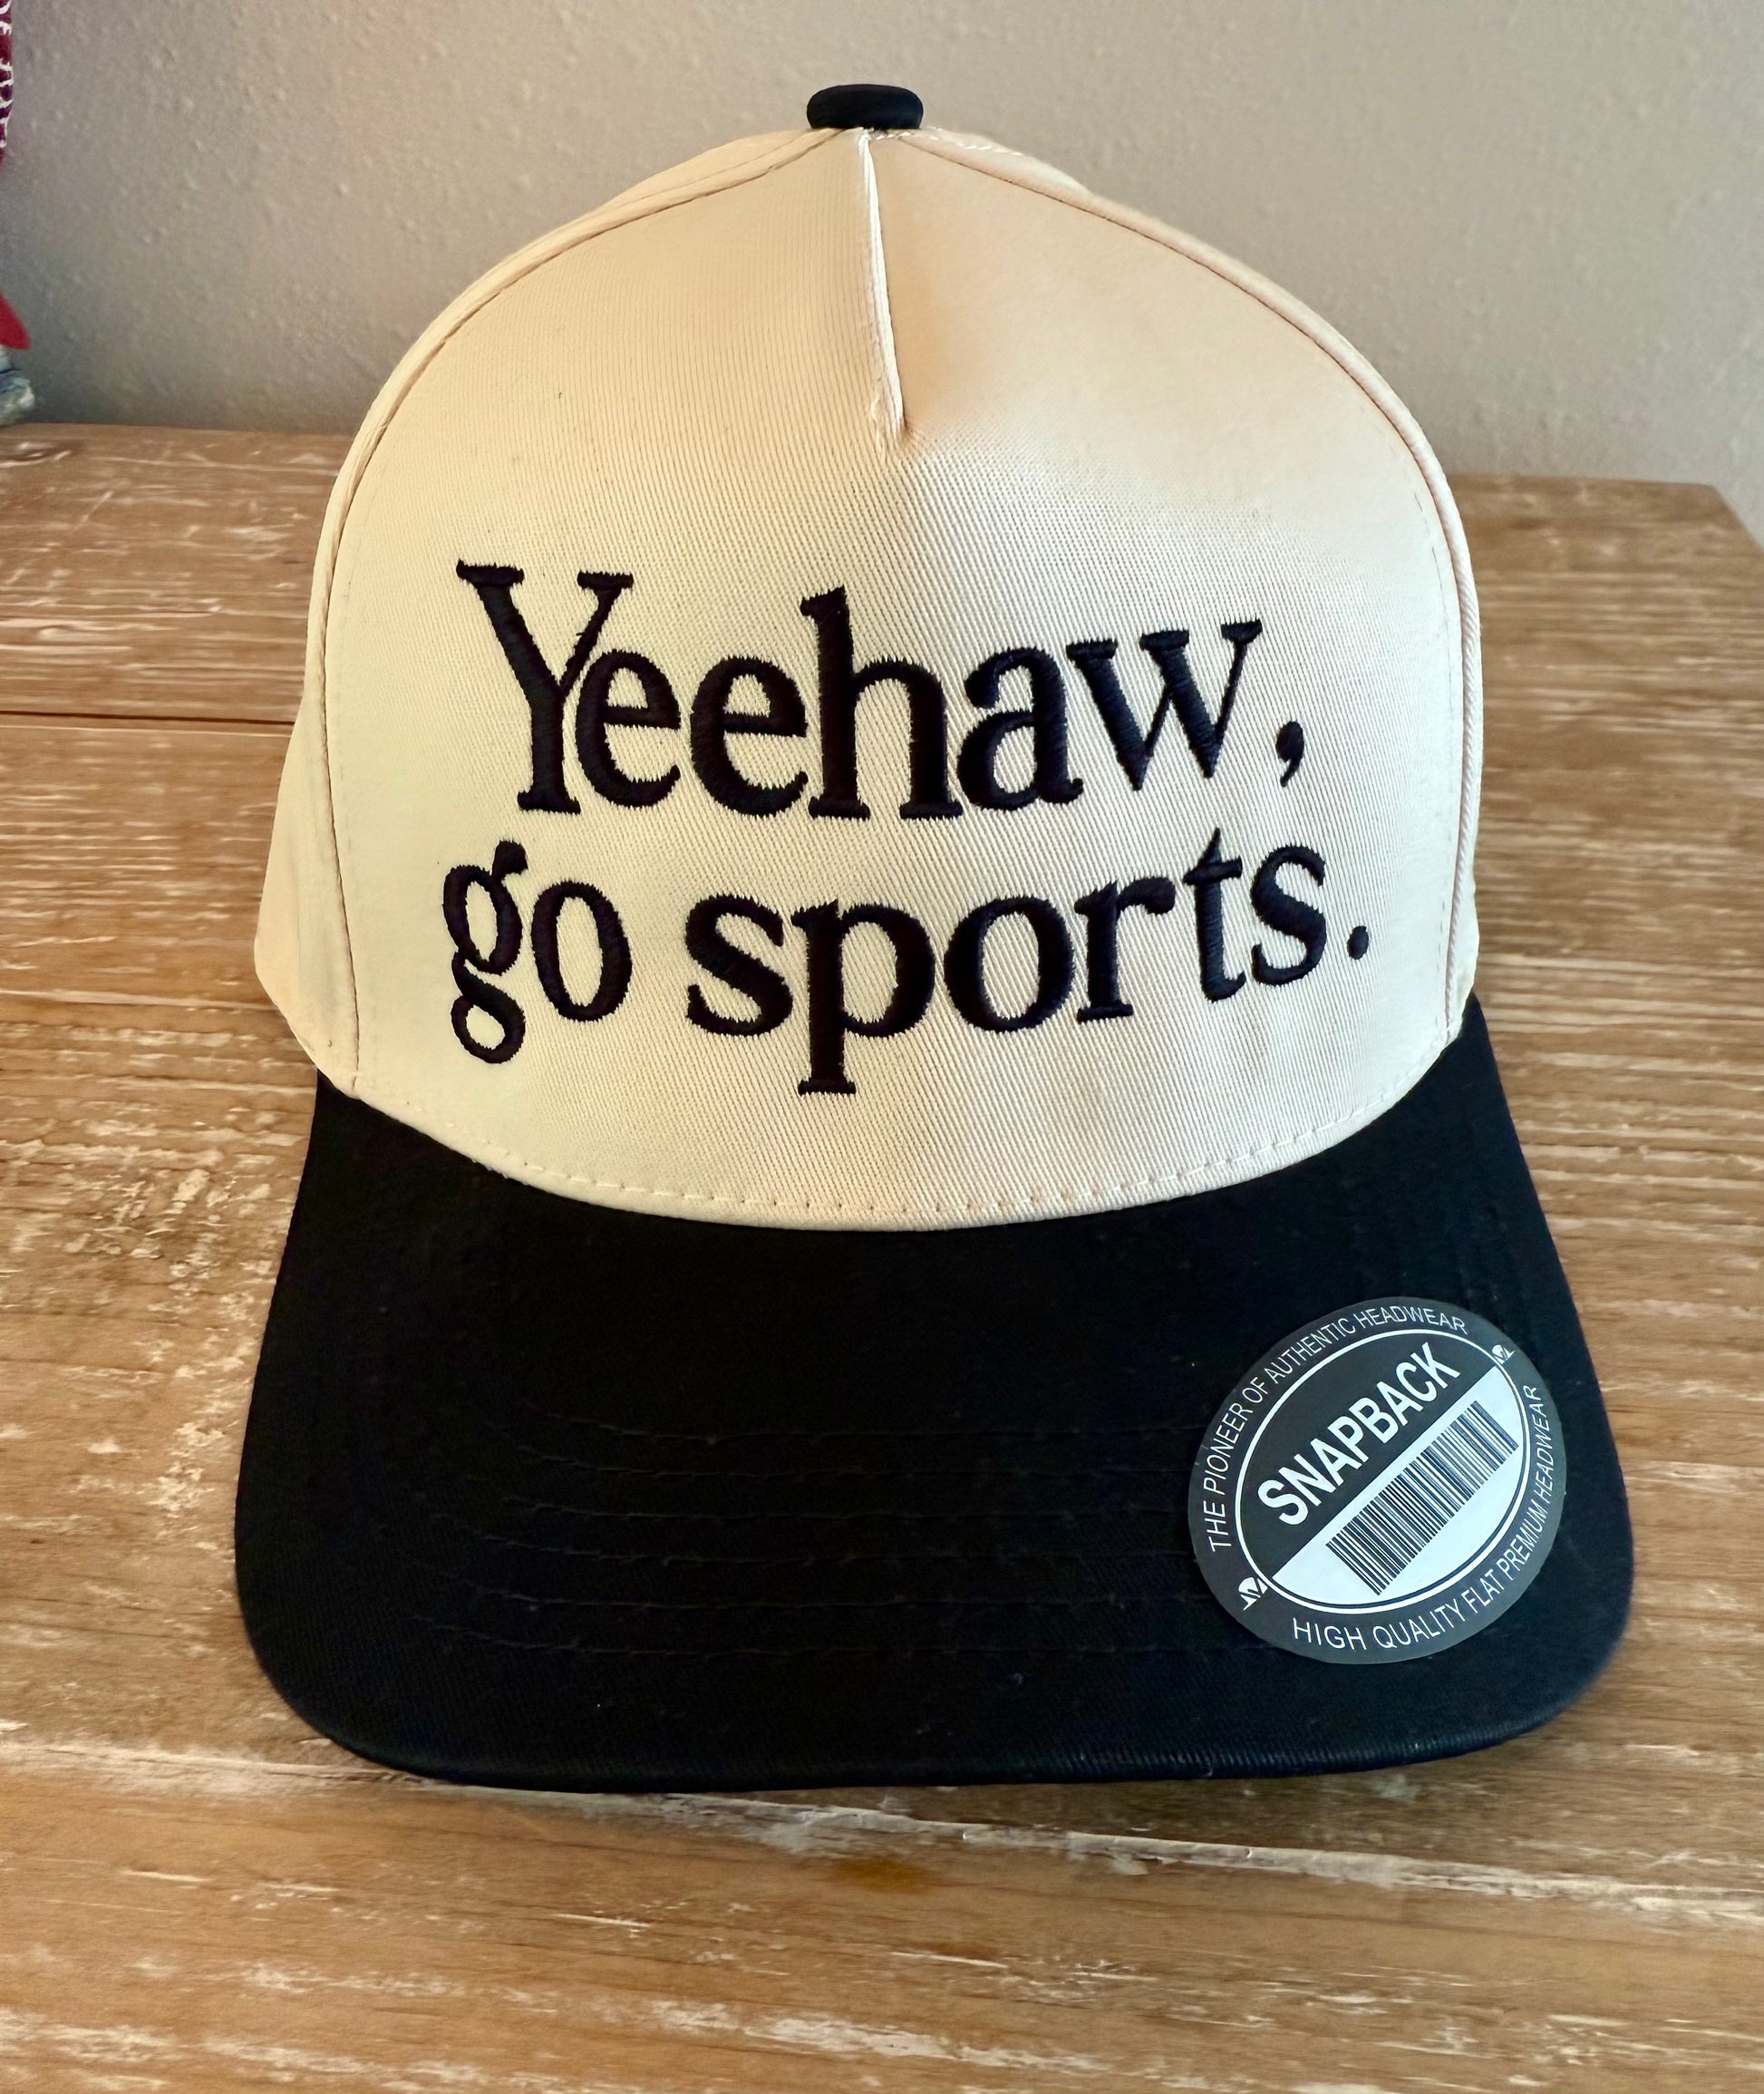 Yeehaw,
go sports.
THE PIONEER OF AUTHENTIC HEADWEAR
SNAPBACK
HIGH QUALITY FLAT PREMIUM HEADWEAR